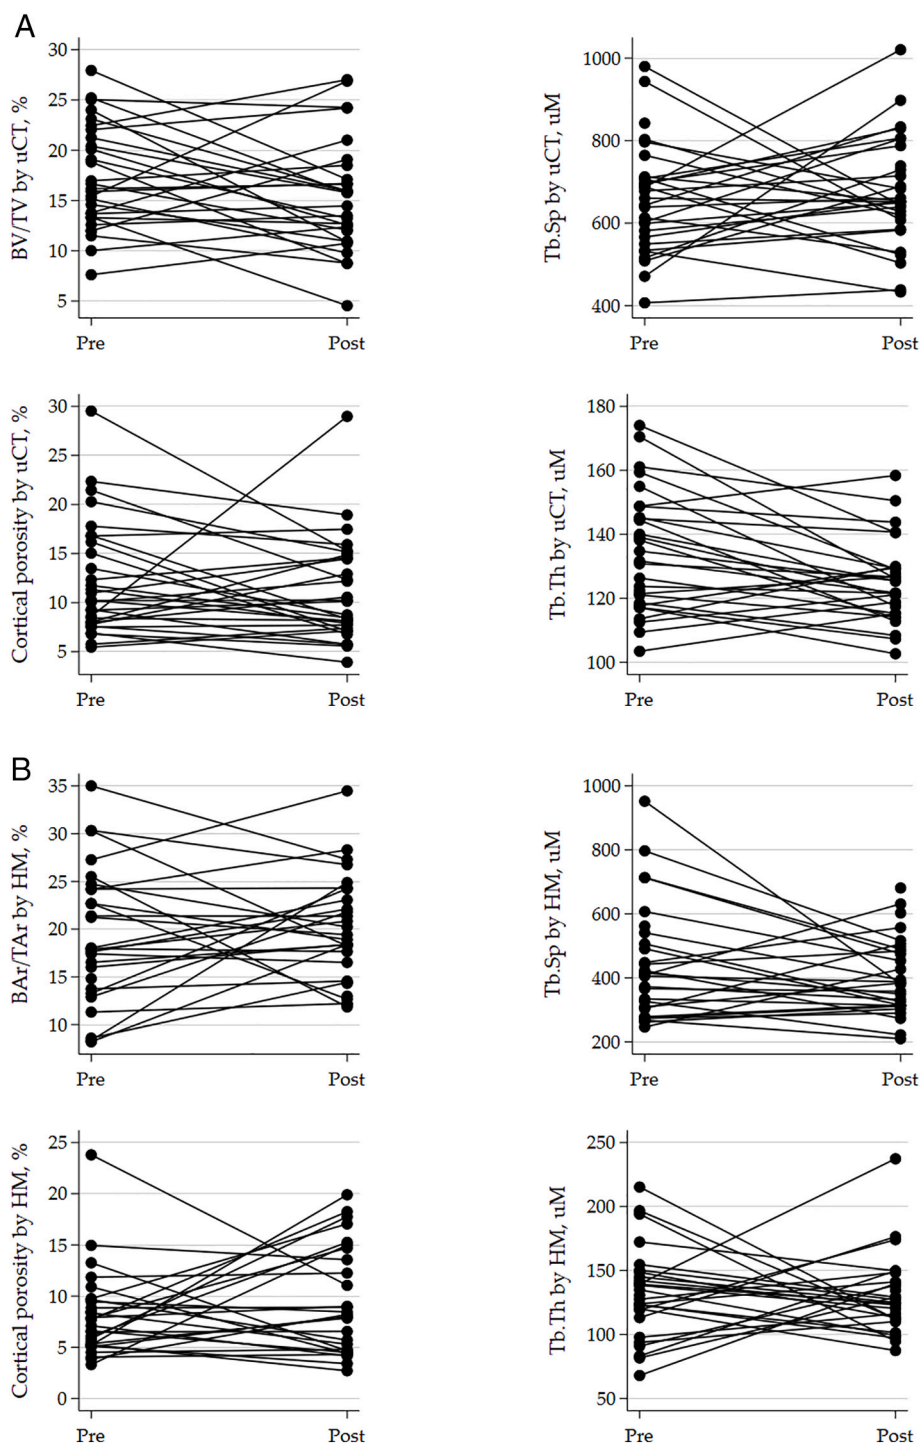 A
BV/TV by uCT, %
30
25
20
15
10
5
Pre
Post
Tb.Sp by uCT, uM
1000
800
600
400
Pre
Post
Cortical porosity by uCT, %
30
25
20
15
10
5
Pre
Post
Tb.Th by uCT, uM
180
160
140
120
100
Pre
Post
B
BAr/TAr by HM, %
35
30
25
20
15
10
Pre
Post
Tb.Sp by HM, uM
1000
800
600
400
200
Pre
Post
Cortical porosity by HM, %
25
20
15
10
5
0
Pre
Post
Tb.Th by HM, uM
250
200
150
100
50
Pre
Post